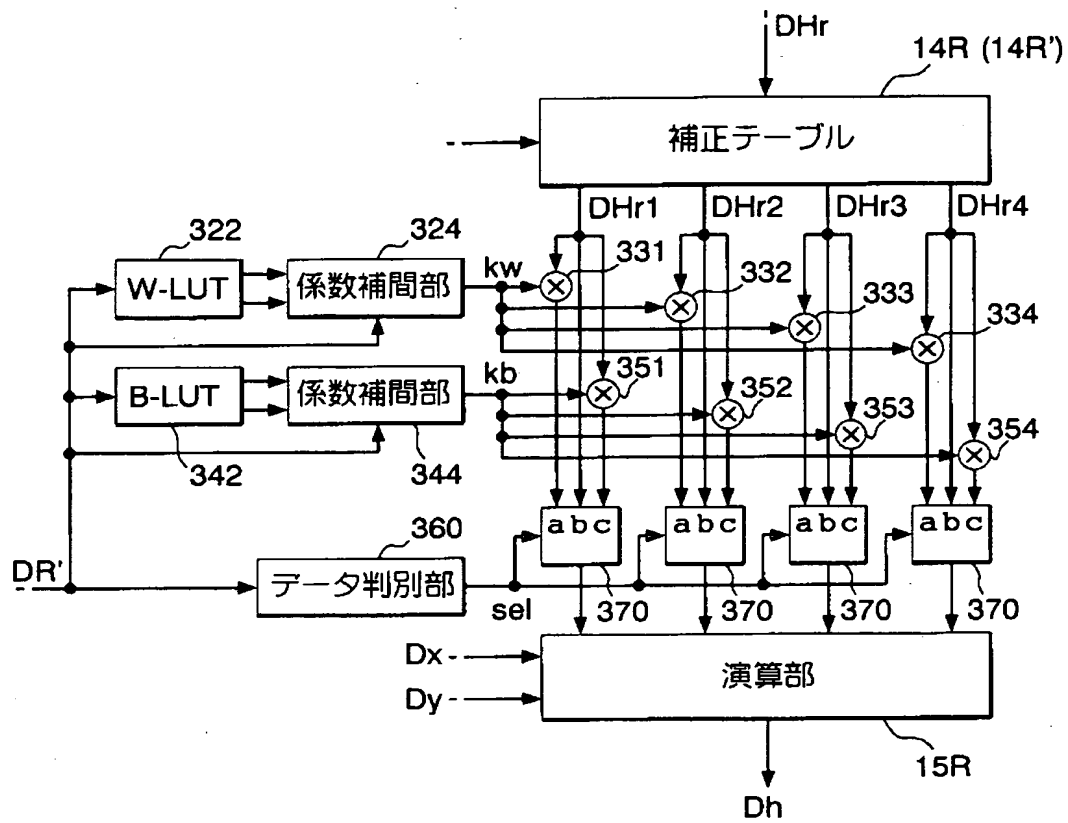 DHr
14R (14R')
補正テーブル
DHr1
DHr2
DHr3
DHr4
322
324
W-LUT
係数補間部
kw
331
332
333
334
B-LUT
係数補間部
kb
351
352
353
354
342
344
360
abc
abc
abc
abc
DR'
データ判別部
sel
370
370
370
370
Dx
Dy
演算部
15R
Dh